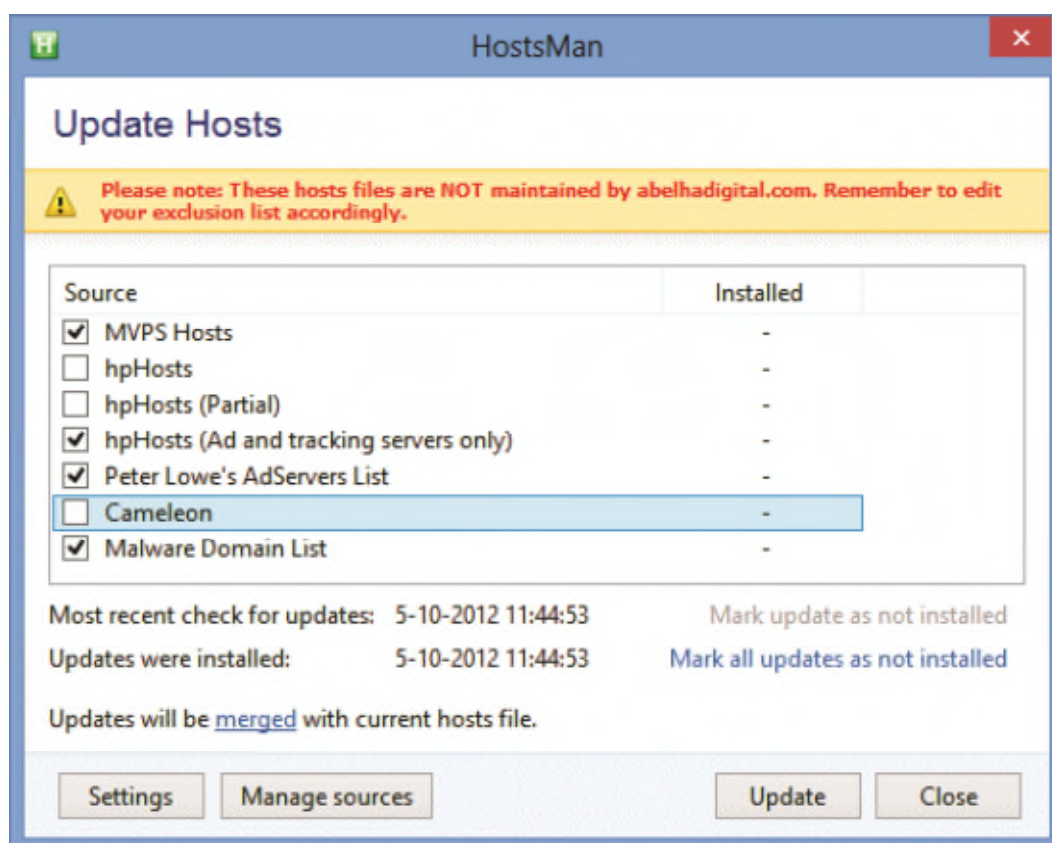 H HostsMan
Update Hosts
Please note: These hosts files are NOT maintained by abelhadigital.com. Remember to edit
your exclusion list accordingly.
Source Installed
MVPS Hosts -
hpHosts -
hpHosts (Partial) -
hpHosts (Ad and tracking servers only) -
Peter Lowe's AdServers List -
Cameleon -
Malware Domain List -
Most recent check for updates: 5-10-2012 11:44:53 Mark update as not installed
Updates were installed: 5-10-2012 11:44:53 Mark all updates as not installed
Updates will be merged with current hosts file.
Settings Manage sources Update Close